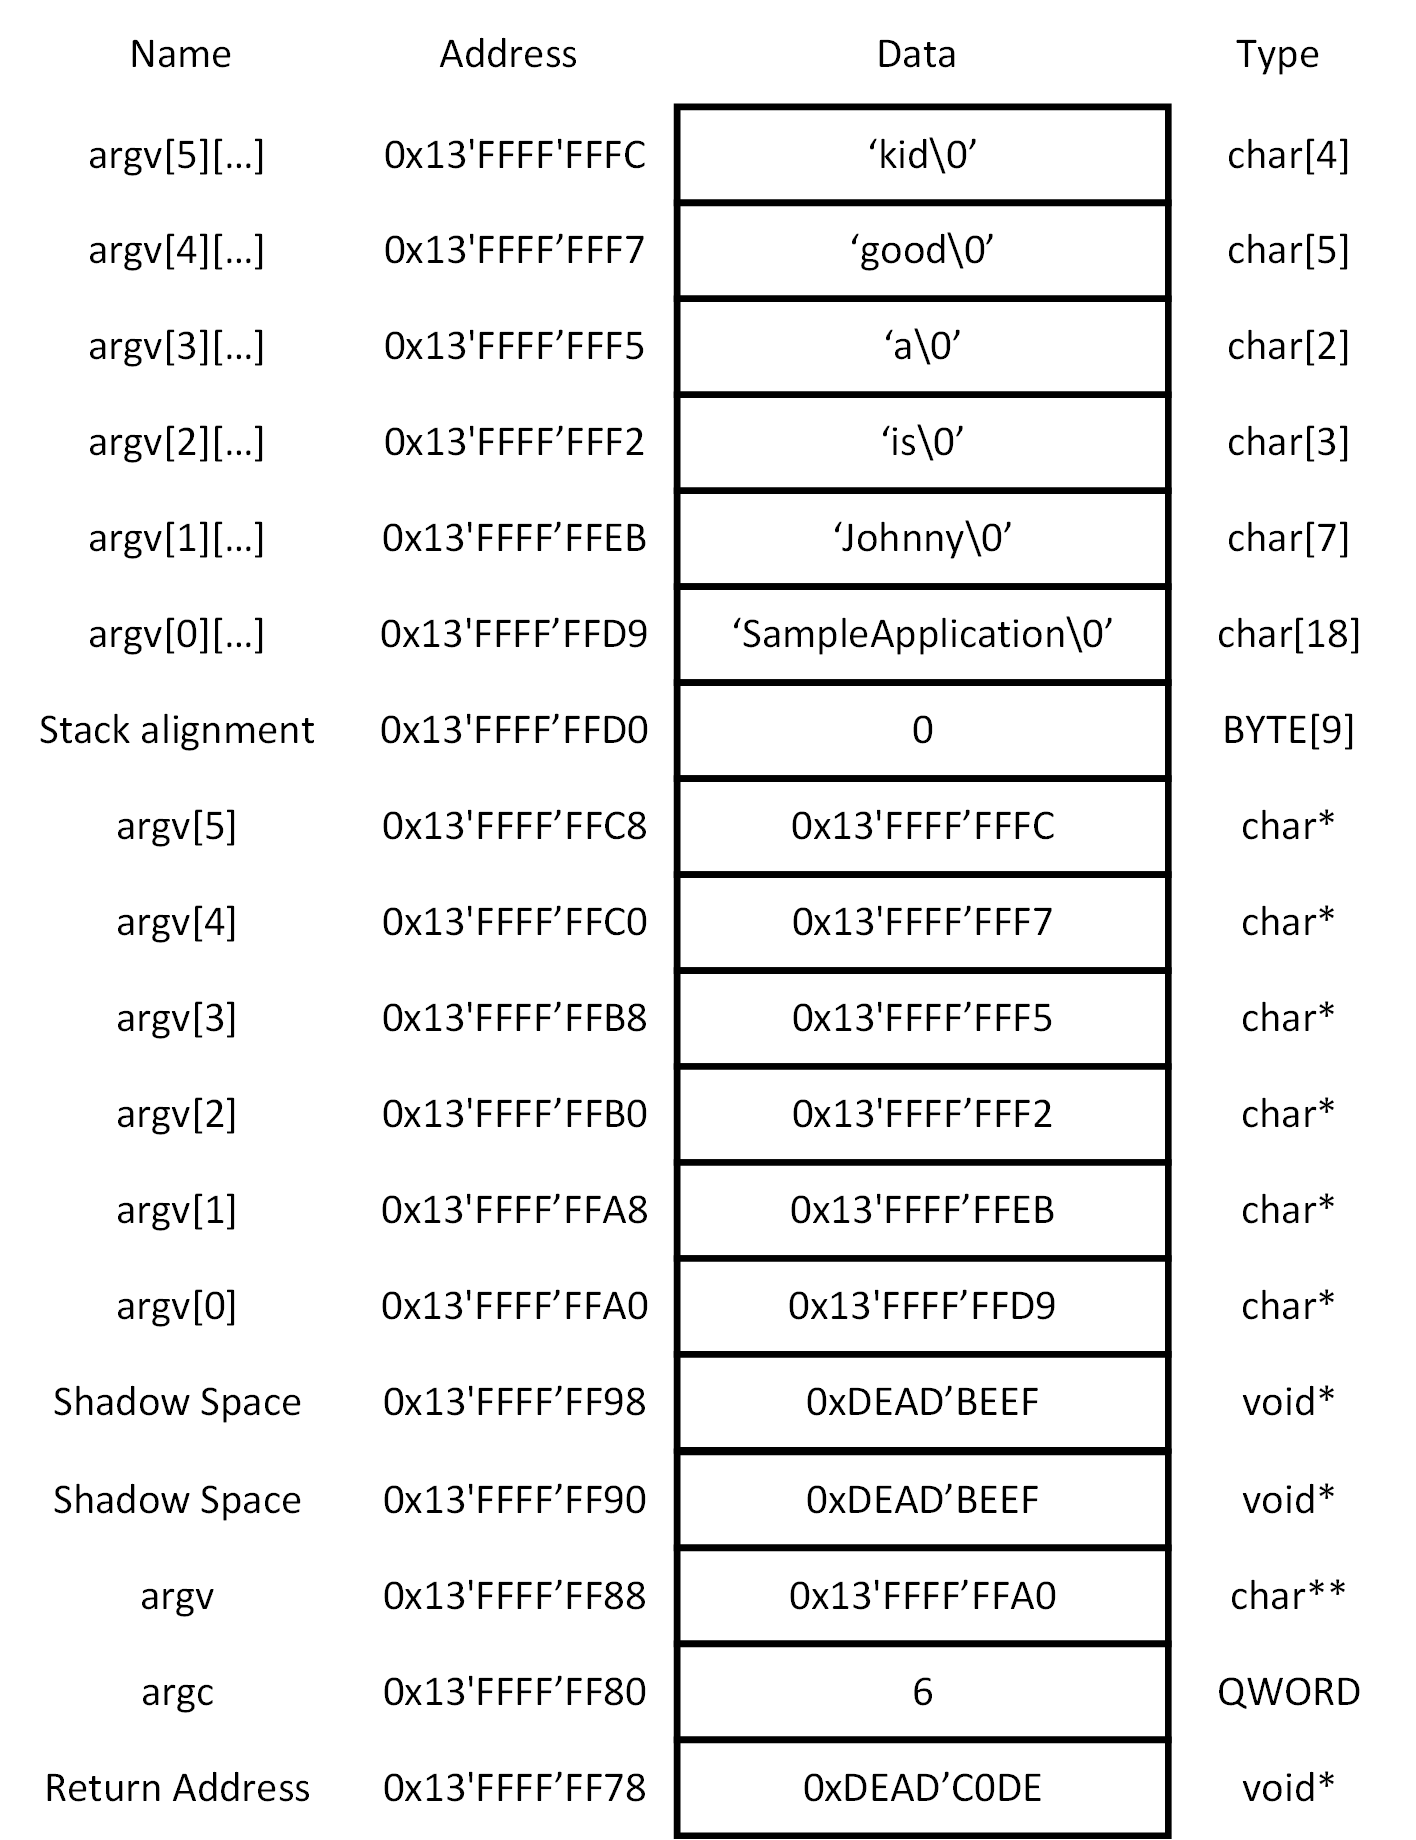 Name Address Data Type
argv[5][...] 0x13'FFFF'FFFC ‘kid\0’ char[4]
argv[4][...] 0x13'FFFF’FFF7 ‘good\0’ char[5]
argv[3][...] 0x13'FFFF’FFF5 ‘a\0’ char[2]
argv[2][...] 0x13'FFFF’FFF2 ‘is\0’ char[3]
argv[1][...] 0x13'FFFF’FFEB ‘Johnny\0’ char[7]
argv[0][...] 0x13'FFFF’FFD9 ‘SampleApplication\0’ char[18]
Stack alignment 0x13'FFFF’FFD0 0 BYTE[9]
argv[5] 0x13'FFFF’FFC8 0x13'FFFF’FFFC char*
argv[4] 0x13'FFFF’FFC0 0x13'FFFF’FFF7 char*
argv[3] 0x13'FFFF’FFB8 0x13'FFFF’FFF5 char*
argv[2] 0x13'FFFF’FFB0 0x13'FFFF’FFF2 char*
argv[1] 0x13'FFFF’FFA8 0x13'FFFF’FFEB char*
argv[0] 0x13'FFFF’FFA0 0x13'FFFF’FFD9 char*
Shadow Space 0x13'FFFF’FF98 0xDEAD’BEEF void*
Shadow Space 0x13'FFFF’FF90 0xDEAD’BEEF void*
argv 0x13'FFFF’FF88 0x13'FFFF’FFA0 char**
argc 0x13'FFFF’FF80 6 QWORD
Return Address 0x13'FFFF’FF78 0xDEAD’C0DE void*